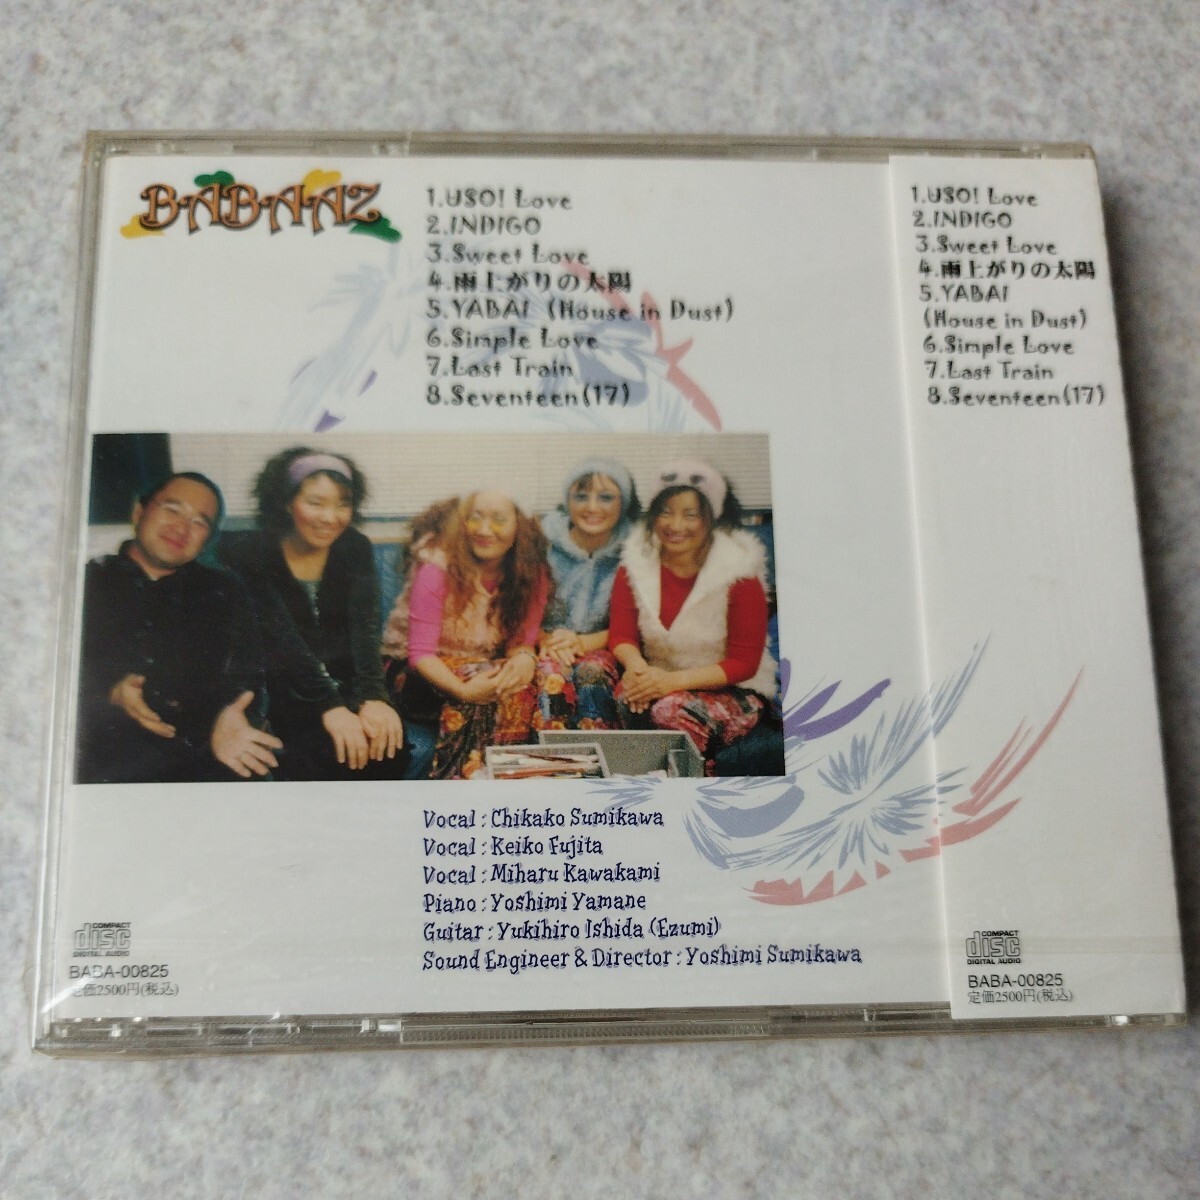 BABAAZ
1.USO! Love
2.INDIGO
3.Sweet Love
4.雨上がりの太陽
5.YABAI (House in Dust)
6.Simple Love
7.Last Train
8.Seventeen(17)
Vocal : Chikako Sumikawa
Vocal : Keiko Fujita
Vocal : Miharu Kawakami
Piano : Yoshimi Yamane
Guitar : Yukihiro Ishida (Ezumi)
Sound Engineer & Director : Yoshimi Sumikawa
COMPACT
disc
DIGITAL AUDIO
BABA-00825
定価2500円(税込)
1.USO! Love
2.INDIGO
3.Sweet Love
4.雨上がりの太陽
5.YABAI
(House in Dust)
6.Simple Love
7.Last Train
8.Seventeen(17)
COMPACT
disc
DIGITAL AUDIO
BABA-00825
定価2500円(税込)